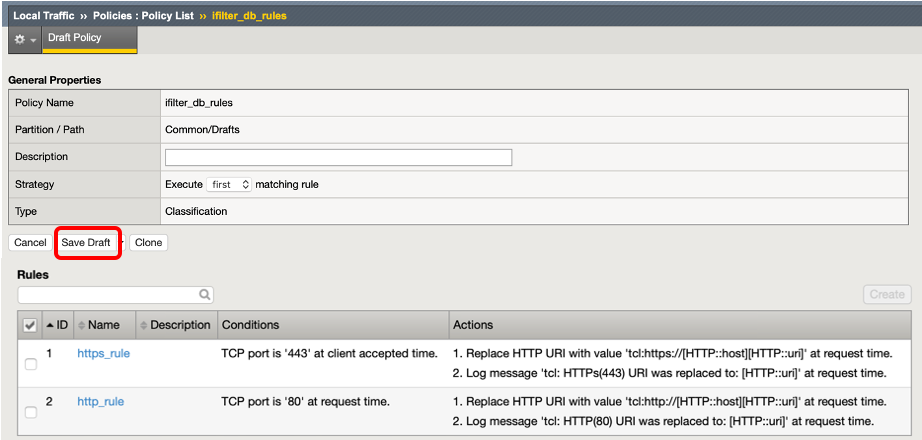 Local Traffic ›› Policies : Policy List ›› ifilter_db_rules
Draft Policy
General Properties
Policy Name ifilter_db_rules
Partition / Path Common/Drafts
Description
Strategy Execute first matching rule
Type Classification
Cancel Save Draft Clone
Rules
Create
ID Name Description Conditions Actions
1 https_rule TCP port is '443' at client accepted time. 1. Replace HTTP URI with value 'tcl:https://[HTTP::host][HTTP::uri]' at request time.
2. Log message 'tcl: HTTPs(443) URI was replaced to: [HTTP::uri]' at request time.
2 http_rule TCP port is '80' at request time. 1. Replace HTTP URI with value 'tcl:http://[HTTP::host][HTTP::uri]' at request time.
2. Log message 'tcl: HTTP(80) URI was replaced to: [HTTP::uri]' at request time.